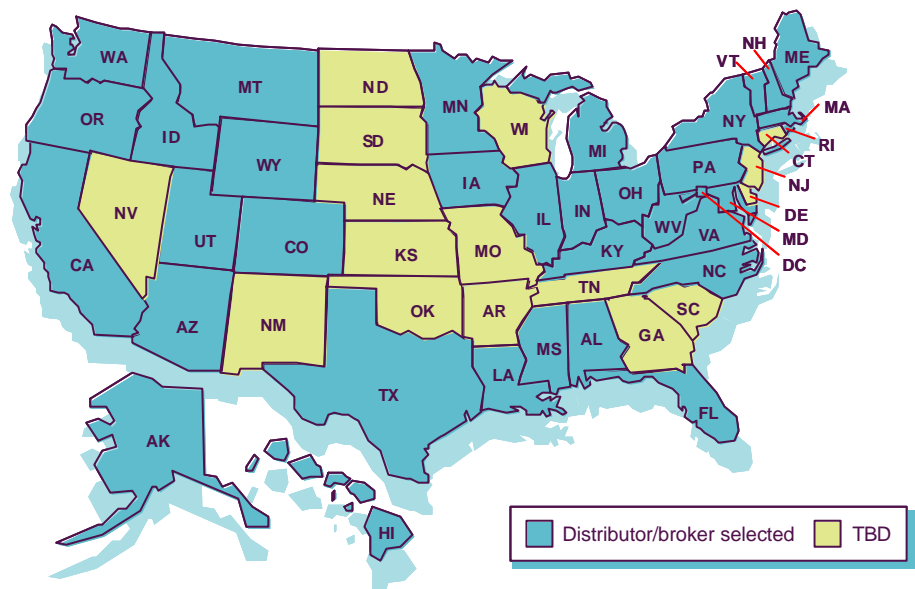 NH
VT
ME
WA
MT
ND
MN
OR
ID
SD
WI
NY
MA
RI
MI
CT
WY
PA
NJ
IA
NE
OH
NV
IL
IN
DE
WV
VA
MD
UT
CO
KS
MO
KY
CA
DC
NC
TN
AZ
NM
OK
AR
SC
GA
MS
AL
LA
TX
FL
AK
HI
Distributor/broker selected
TBD